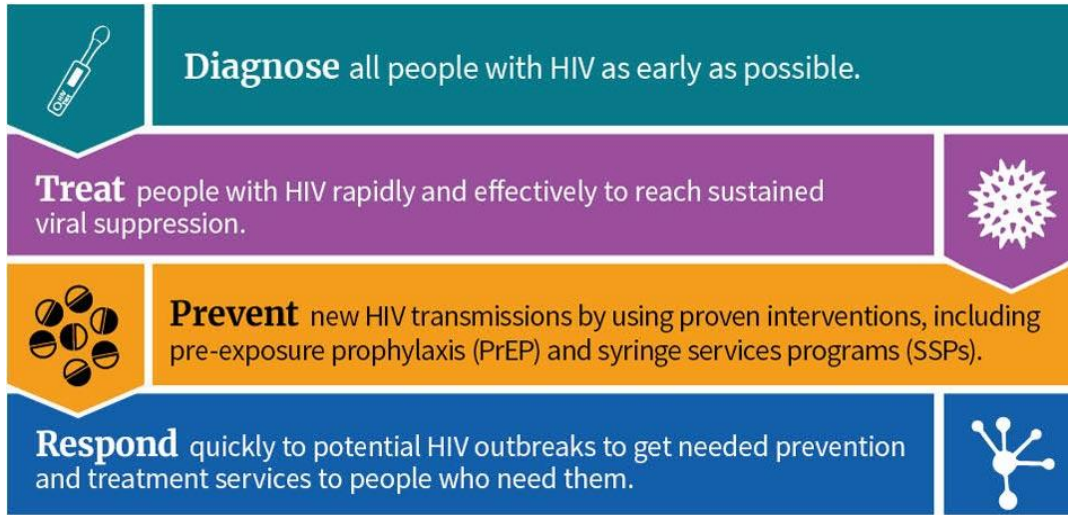 Diagnose all people with HIV as early as possible.
Treat people with HIV rapidly and effectively to reach sustained
viral suppression.
Prevent new HIV transmissions by using proven interventions, including
pre-exposure prophylaxis (PrEP) and syringe services programs (SSPs).
Respond quickly to potential HIV outbreaks to get needed prevention
and treatment services to people who need them.